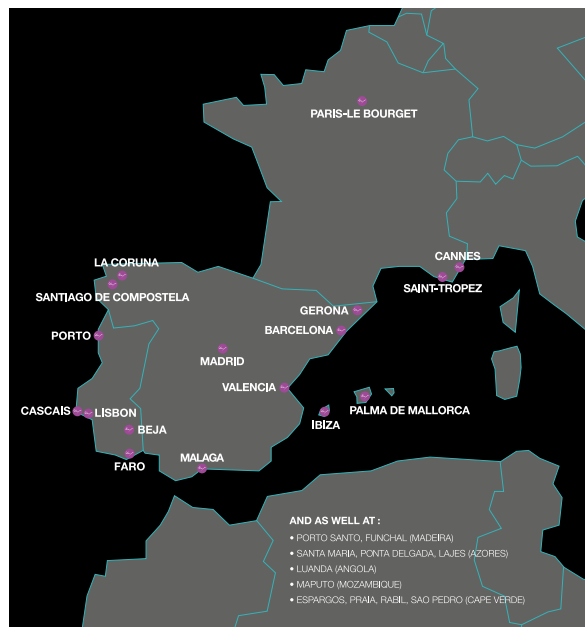 PARIS-LE BOURGET
CANNES
LA CORUNA
SAINT-TROPEZ
SANTIAGO DE COMPOSTELA
GERONA
BARCELONA
PORTO
MADRID
VALENCIA
PALMA DE MALLORCA
CASCAIS
LISBON
IBIZA
BEJA
MALAGA
FARO
AND AS WELL AT :
• PORTO SANTO, FUNCHAL (MADEIRA)
• SANTA MARIA, PONTA DELGADA, LAJES (AZORES)
• LUANDA (ANGOLA)
• MAPUTO (MOZAMBIQUE)
• ESPARGOS, PRAIA, RABIL, SAO PEDRO (CAPE VERDE)